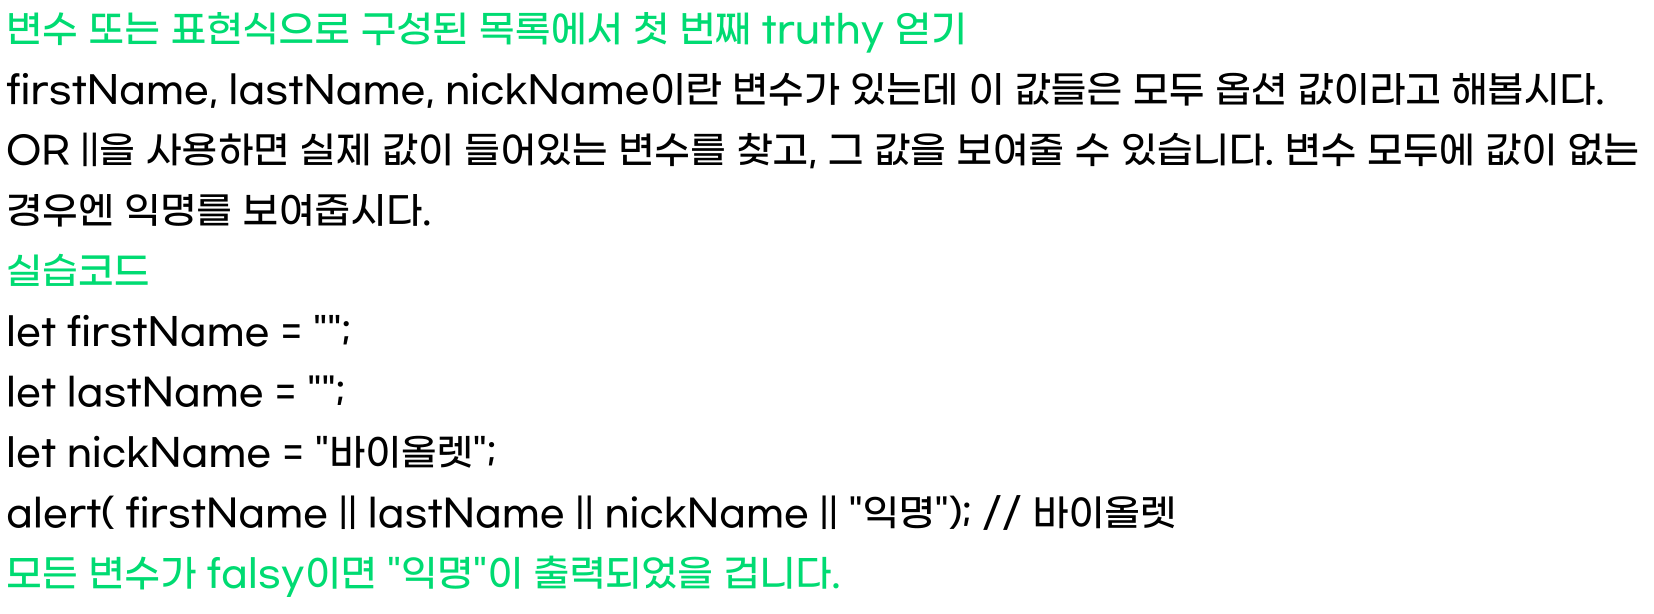 변수 또는 표현식으로 구성된 목록에서 첫 번째 truthy 얻기
firstName, lastName, nickName이란 변수가 있는데 이 값들은 모두 옵션 값이라고 해봅시다.
OR ||을 사용하면 실제 값이 들어있는 변수를 찾고, 그 값을 보여줄 수 있습니다. 변수 모두에 값이 없는
경우엔 익명를 보여줍시다.
실습코드
let firstName = "";
let lastName = "";
let nickName = "바이올렛";
alert( firstName || lastName || nickName || "익명"); // 바이올렛
모든 변수가 falsy이면 "익명"이 출력되었을 겁니다.